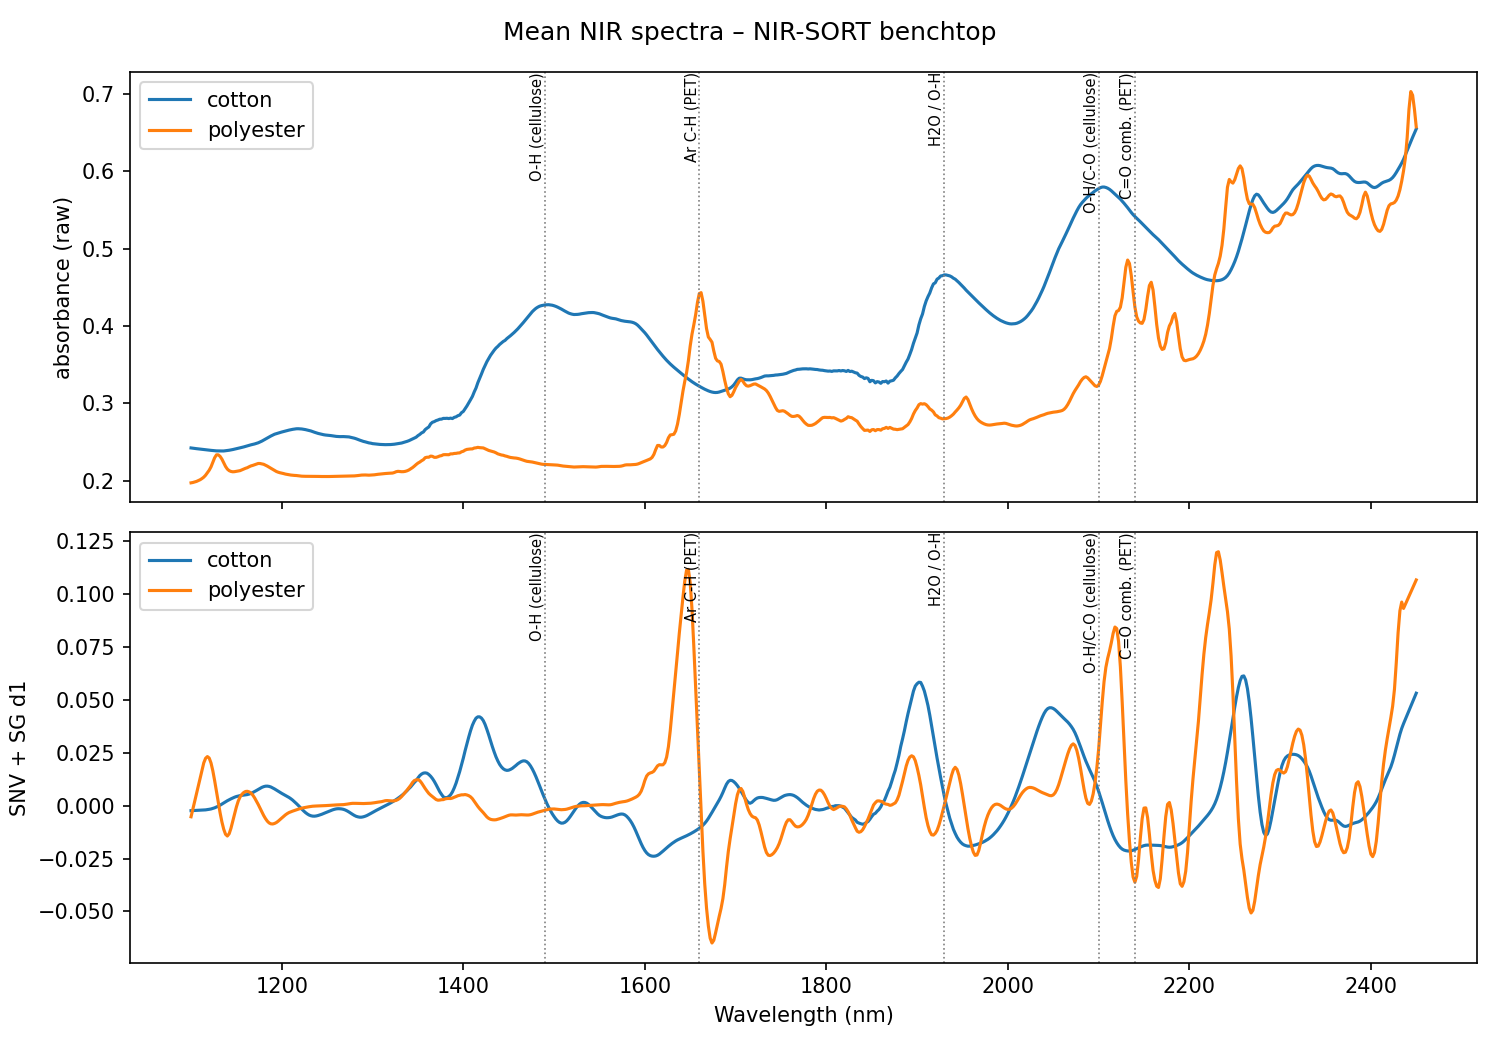 Mean NIR spectra – NIR-SORT benchtop
absorbance (raw)
0.7
0.6
0.5
0.4
0.3
0.2
cotton
polyester
O-H (cellulose)
Ar C-H (PET)
H2O / O-H
O-H/C-O (cellulose)
C=O comb. (PET)
SNV + SG d1
0.125
0.100
0.075
0.050
0.025
0.000
−0.025
−0.050
cotton
polyester
O-H (cellulose)
Ar C-H (PET)
H2O / O-H
O-H/C-O (cellulose)
C=O comb. (PET)
1200 1400 1600 1800 2000 2200 2400
Wavelength (nm)